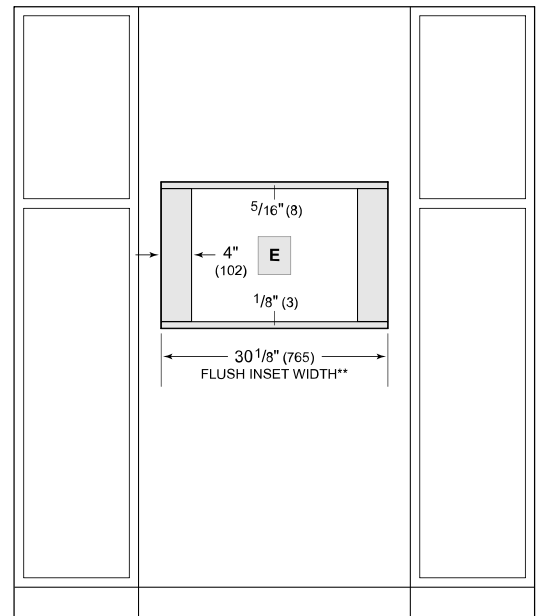 5/16" (8)
4"
(102)
E
1/8" (3)
30 1/8" (765)
FLUSH INSET WIDTH**